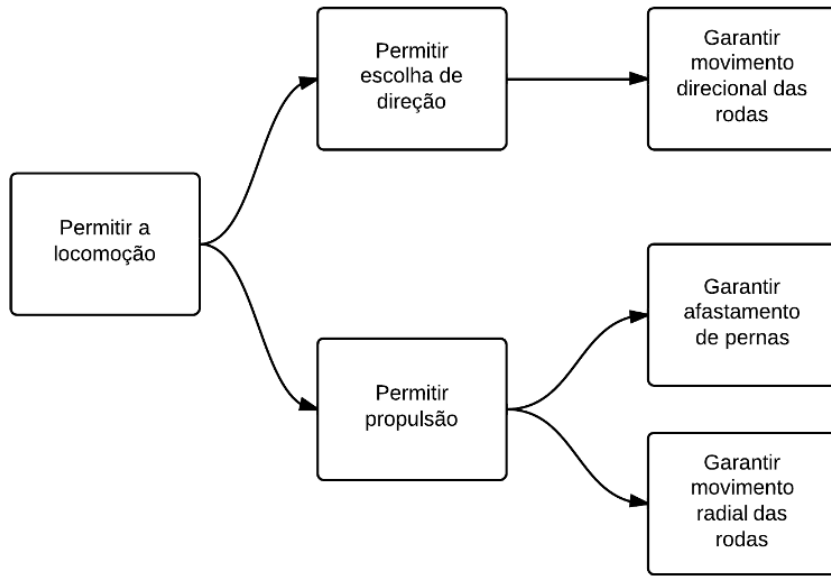 Permitir a
locomoção
Permitir
escolha de
direção
Garantir
movimento
direcional das
rodas
Permitir
propulsão
Garantir
afastamento
de pernas
Garantir
movimento
radial das
rodas